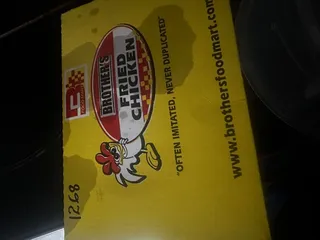 BROTHER'S
FRIED
CHICKEN
"OFTEN IMITATED, NEVER DUPLICATED"
www.brothersfoodmart.com
1268